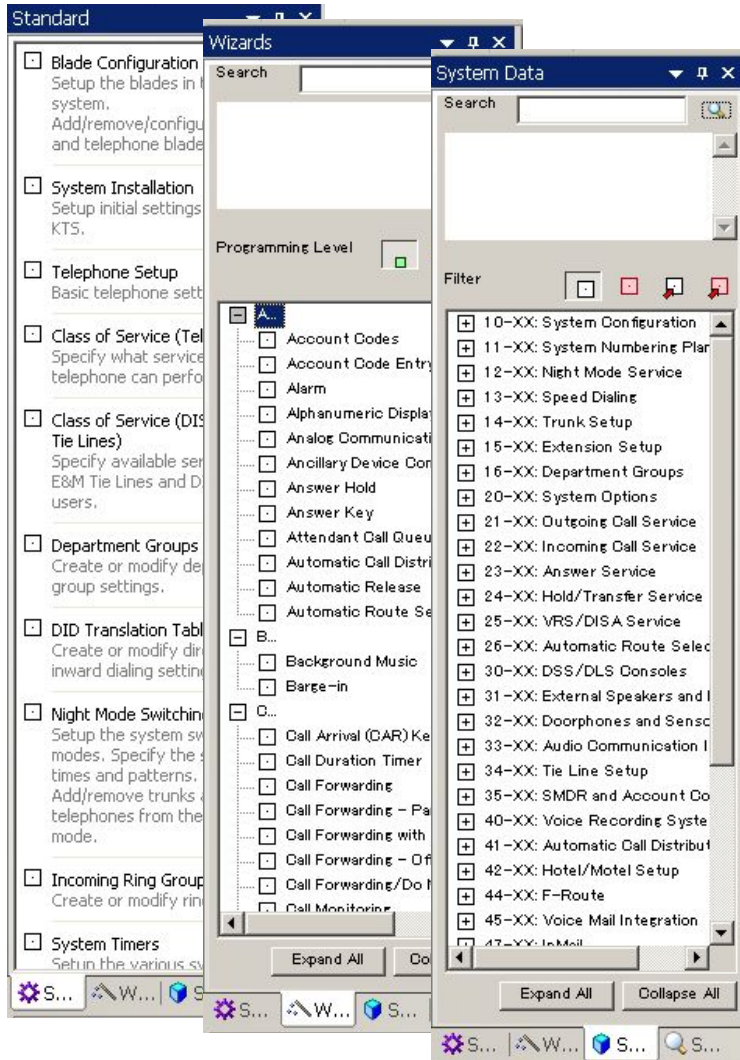 Standard
Blade Configuration
Setup the blades in t
system.
Add/remove/configu
and telephone blade
System Installation
Setup initial settings
KTS.
Telephone Setup
Basic telephone sett
Class of Service (Tel
Specify what service
telephone can perfo
Class of Service (DIS
Tie Lines)
Specify available ser
E&M Tie Lines and D
users.
Department Groups
Create or modify de
group settings.
DID Translation Tabl
Create or modify dir
inward dialing settin
Night Mode Switchin
Setup the system sw
modes. Specify the s
times and patterns.
Add/remove trunks a
telephones from the
mode.
Incoming Ring Group
Create or modify rin
System Timers
Setup the various sy
S... W... S
Wizards
Search
Programming Level
A...
Account Codes
Account Code Entry
Alarm
Alphanumeric Display
Analog Communicati
Ancillary Device Con
Answer Hold
Answer Key
Attendant Call Queu
Automatic Call Distri
Automatic Release
Automatic Route Se
B...
Background Music
Barge-in
C...
Call Arrival (CAR) Ke
Call Duration Timer
Call Forwarding
Call Forwarding - Pa
Call Forwarding with
Call Forwarding - Of
Call Forwarding/Do N
Call Monitoring
Expand All Co
S... W... S...
System Data
Search
Filter
10-XX: System Configuration
11-XX: System Numbering Plan
12-XX: Night Mode Service
13-XX: Speed Dialing
14-XX: Trunk Setup
15-XX: Extension Setup
16-XX: Department Groups
20-XX: System Options
21-XX: Outgoing Call Service
22-XX: Incoming Call Service
23-XX: Answer Service
24-XX: Hold/Transfer Service
25-XX: VRS/DISA Service
26-XX: Automatic Route Selec
30-XX: DSS/DLS Consoles
31-XX: External Speakers and
32-XX: Doorphones and Senso
33-XX: Audio Communication I
34-XX: Tie Line Setup
35-XX: SMDR and Account Co
40-XX: Voice Recording Syste
41-XX: Automatic Call Distribut
42-XX: Hotel/Motel Setup
44-XX: F-Route
45-XX: Voice Mail Integration
47-XX: InMail
Expand All Collapse All
S... W... S... S...